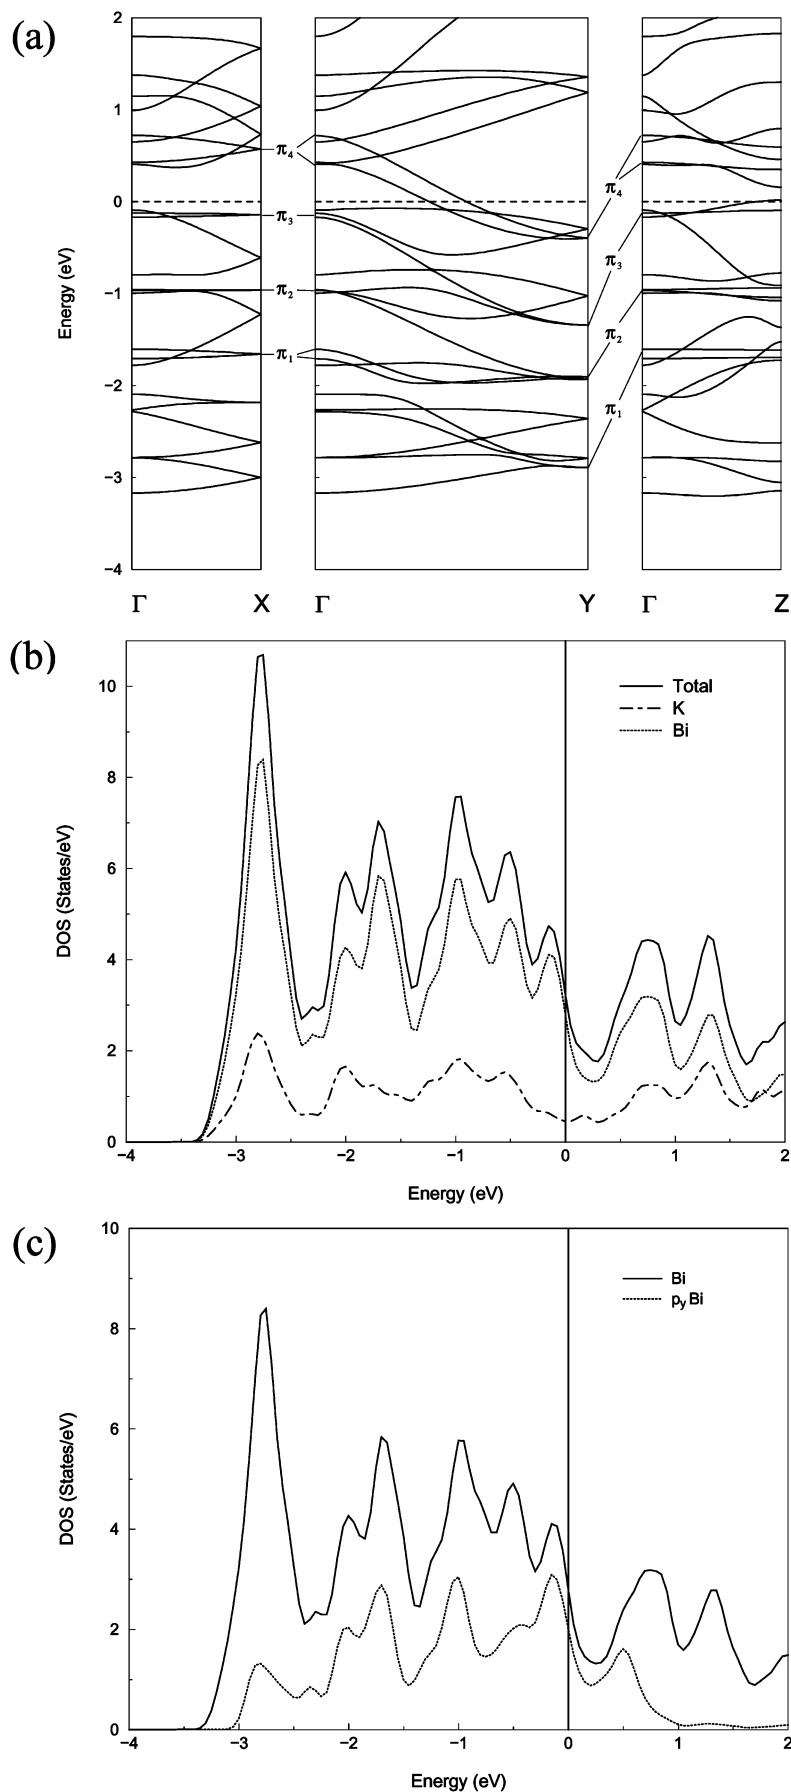 (a)
2
1
0
−1
−2
−3
−4
Energy (eV)
π4
π3
π2
π1
π4
π3
π2
π1
Γ X Γ Y Γ Z
(b)
10
8
6
4
2
0
DOS (States/eV)
Total
K
Bi
−4 −3 −2 −1 0 1 2
Energy (eV)
(c)
10
8
6
4
2
0
DOS (States/eV)
Bi
py Bi
−4 −3 −2 −1 0 1 2
Energy (eV)